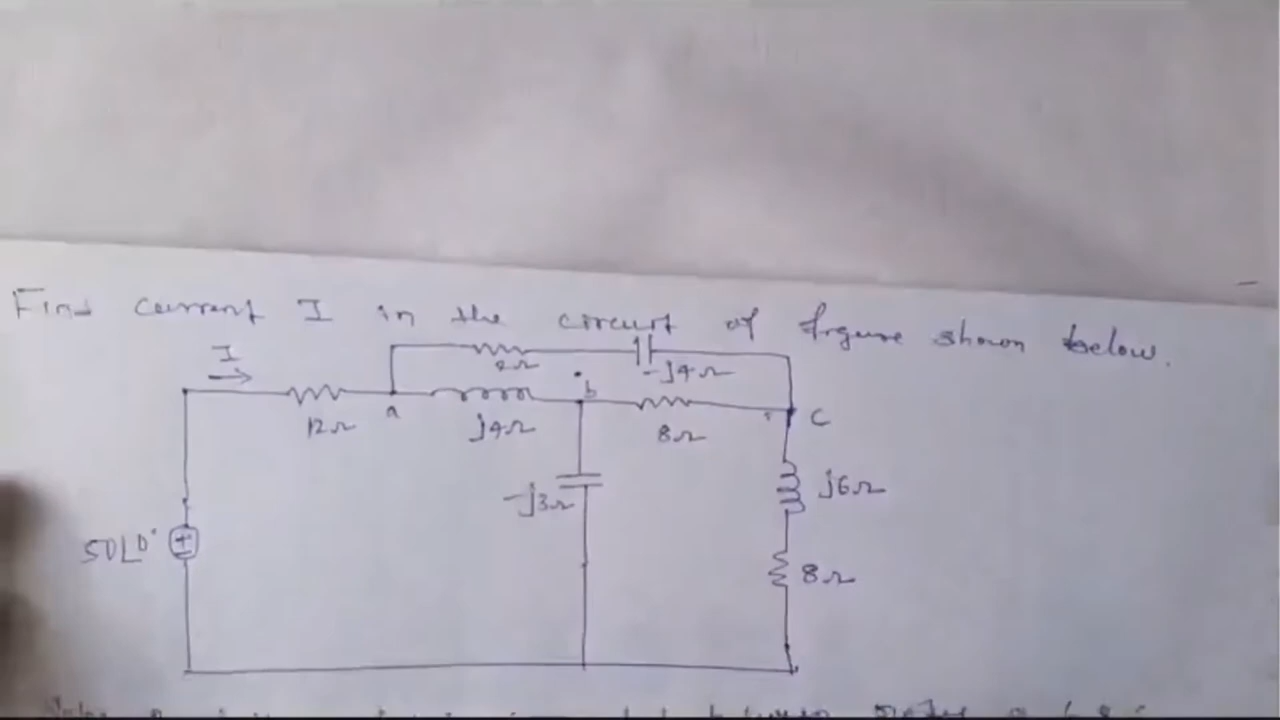 Find current I in the circuit of figure shown below.
I
2Ω
-j4Ω
12Ω
a
j4Ω
b
8Ω
C
-j3Ω
j6Ω
50∠0°
8Ω